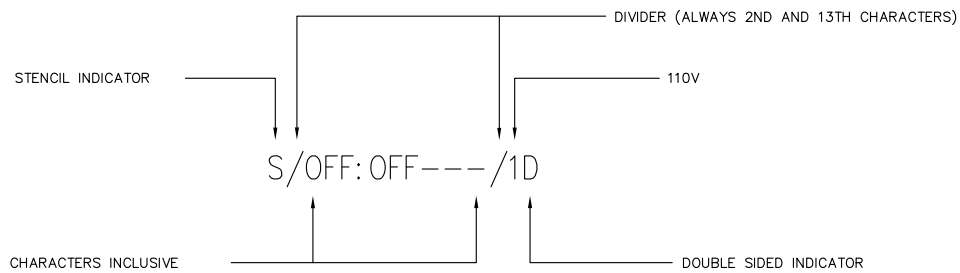 DIVIDER (ALWAYS 2ND AND 13TH CHARACTERS)
STENCIL INDICATOR
110V
S/OFF:OFF---/1D
CHARACTERS INCLUSIVE
DOUBLE SIDED INDICATOR